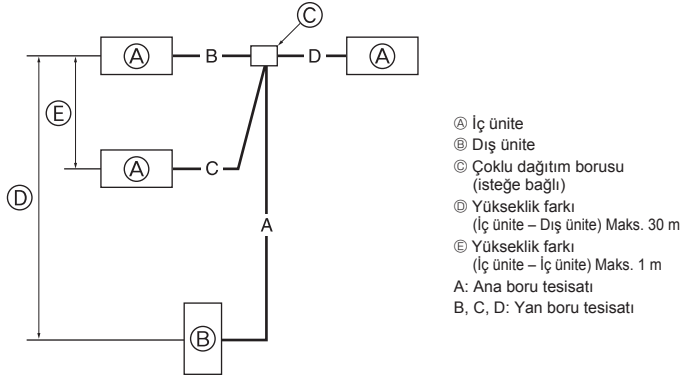 Ⓒ
Ⓐ B D Ⓐ
Ⓔ
Ⓐ C
Ⓓ
A
Ⓑ
Ⓐ İç ünite
Ⓑ Dış ünite
Ⓒ Çoklu dağıtım borusu
(isteğe bağlı)
Ⓓ Yükseklik farkı
(İç ünite – Dış ünite) Maks. 30 m
Ⓔ Yükseklik farkı
(İç ünite – İç ünite) Maks. 1 m
A: Ana boru tesisatı
B, C, D: Yan boru tesisatı